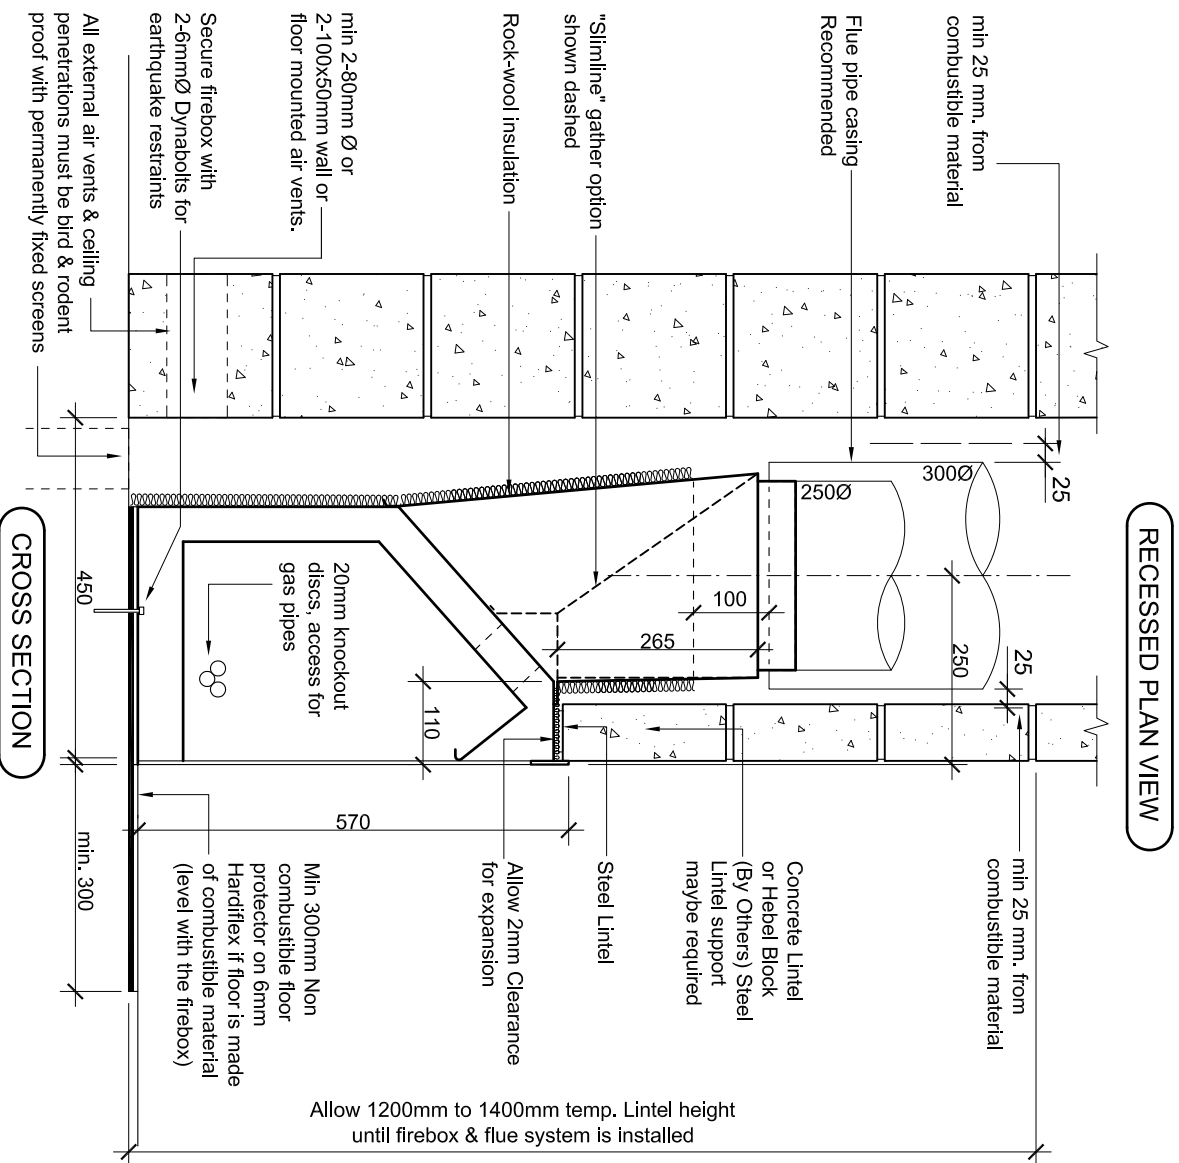 RECESSED PLAN VIEW
min 25 mm. from
combustible material
Flue pipe casing
Recommended
"Slimline" gather option
shown dashed
Rock-wool insulation
min 2-80mm Ø or
2-100x50mm wall or
floor mounted air vents.
Secure firebox with
2-6mmØ Dynabolts for
earthquake restraints
All external air vents & ceiling
penetrations must be bird & rodent
proof with permanently fixed screens
25
300Ø
250Ø
250
25
100
265
110
20mm knockout
discs, access for
gas pipes
450
min. 300
570
min 25 mm. from
combustible material
Concrete Lintel
or Hebel Block
(By Others) Steel
Lintel support
maybe required
Steel Lintel
Allow 2mm Clearance
for expansion
Min 300mm Non
combustible floor
protector on 6mm
Hardiflex if floor is made
of combustible material
(level with the firebox)
Allow 1200mm to 1400mm temp. Lintel height
until firebox & flue system is installed
CROSS SECTION